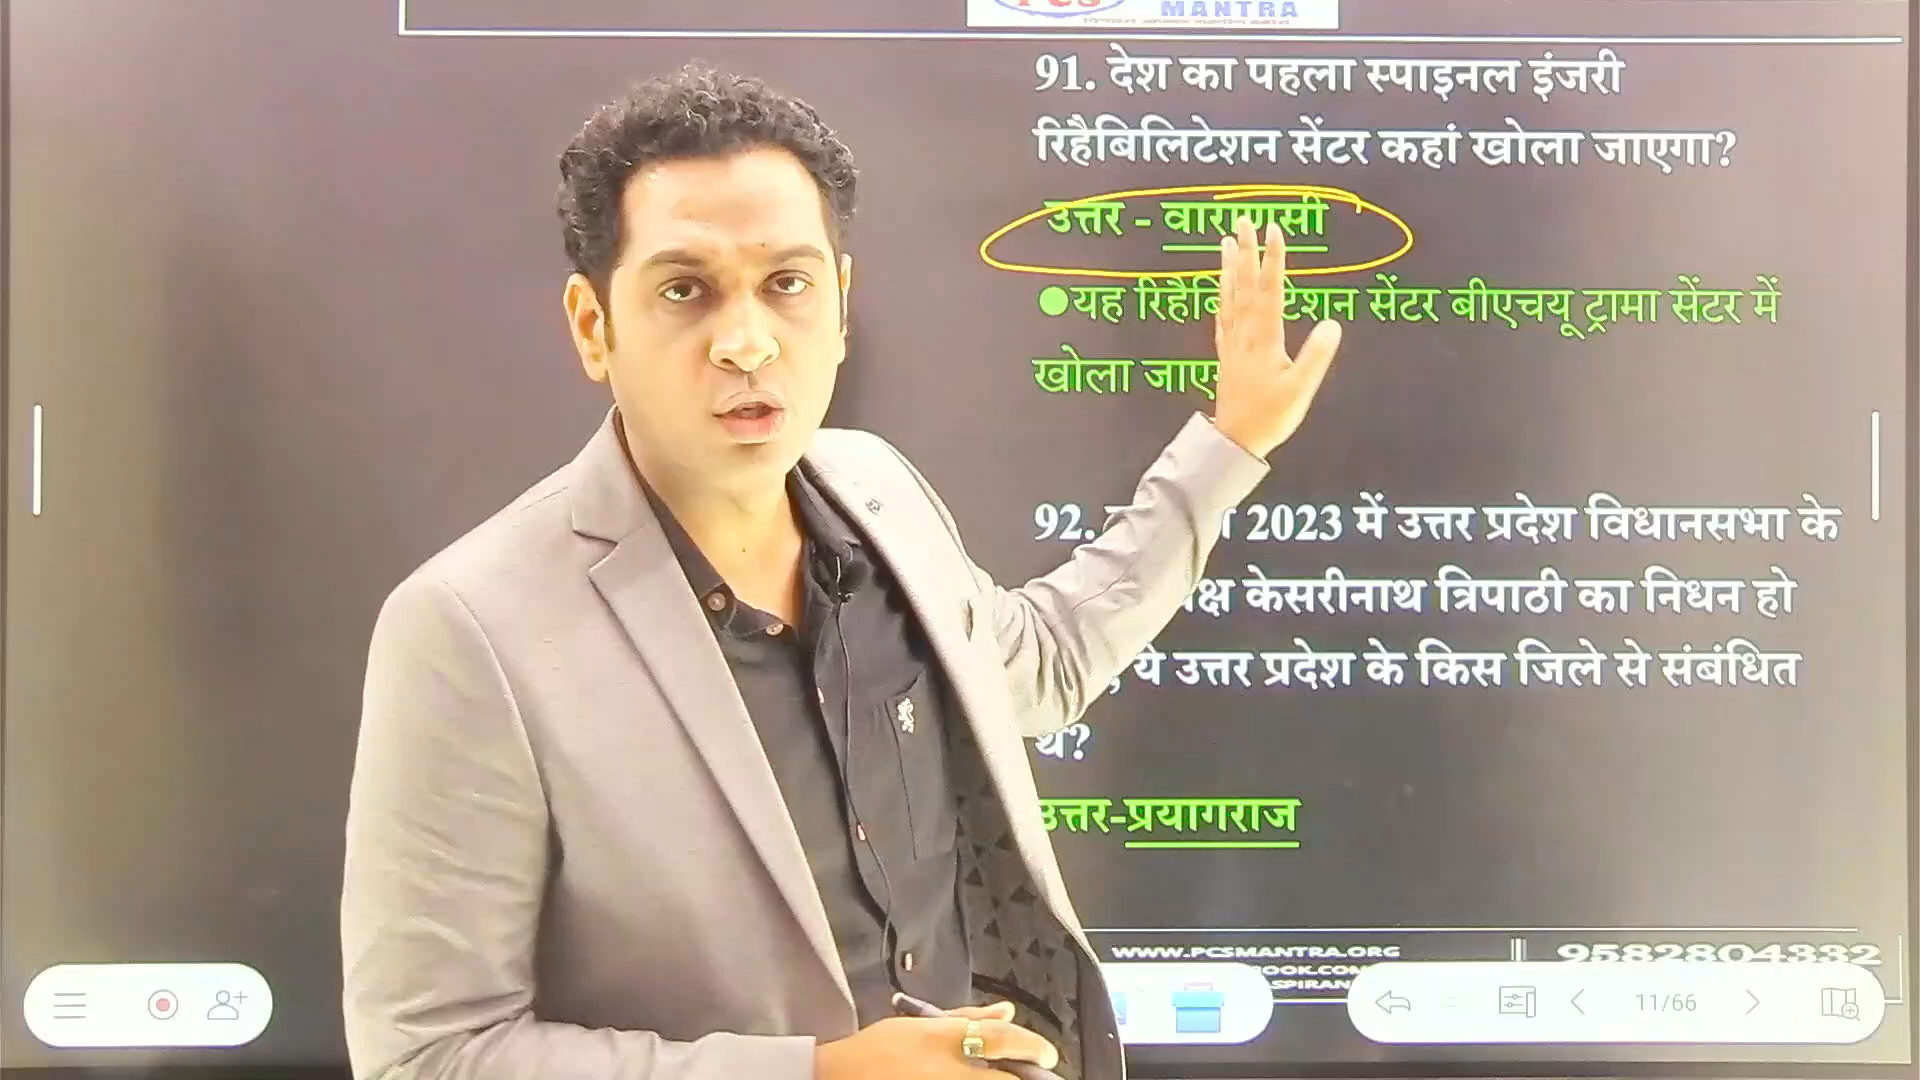 PCS
MANTRA
91. देश का पहला स्पाइनल इंजरी
रिहैबिलिटेशन सेंटर कहां खोला जाएगा?
उत्तर - वाराणसी
●यह सेंटर बीएचयू ट्रामा सेंटर में
खोला
92. 2023 में उत्तर प्रदेश विधानसभा के
केसरीनाथ त्रिपाठी का निधन हो
ये उत्तर प्रदेश के किस जिले से संबंधित
थे?
उत्तर-प्रयागराज
WWW.PCSMANTRA.ORG
9582804332
11/66